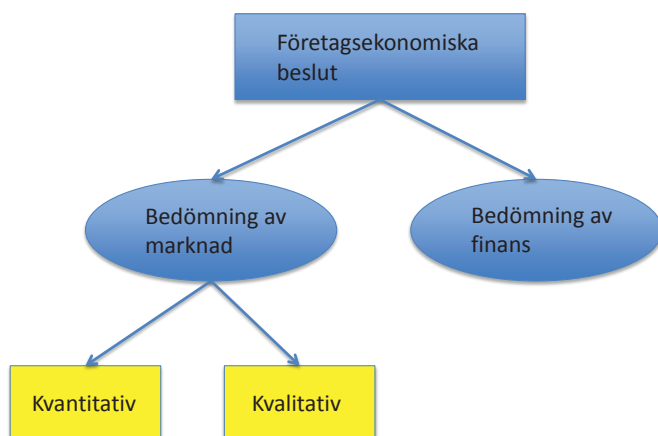 Företagsekonomiska
beslut
Bedömning av
marknad
Bedömning av
finans
Kvantitativ
Kvalitativ